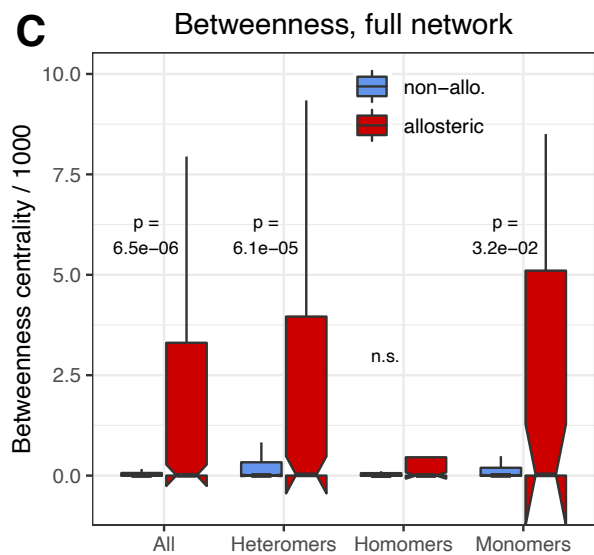 C
Betweenness, full network
Betweenness centrality / 1000
10.0
7.5
5.0
2.5
0.0
non−allo.
allosteric
p =
6.5e−06
p =
6.1e−05
n.s.
p =
3.2e−02
All
Heteromers
Homomers
Monomers